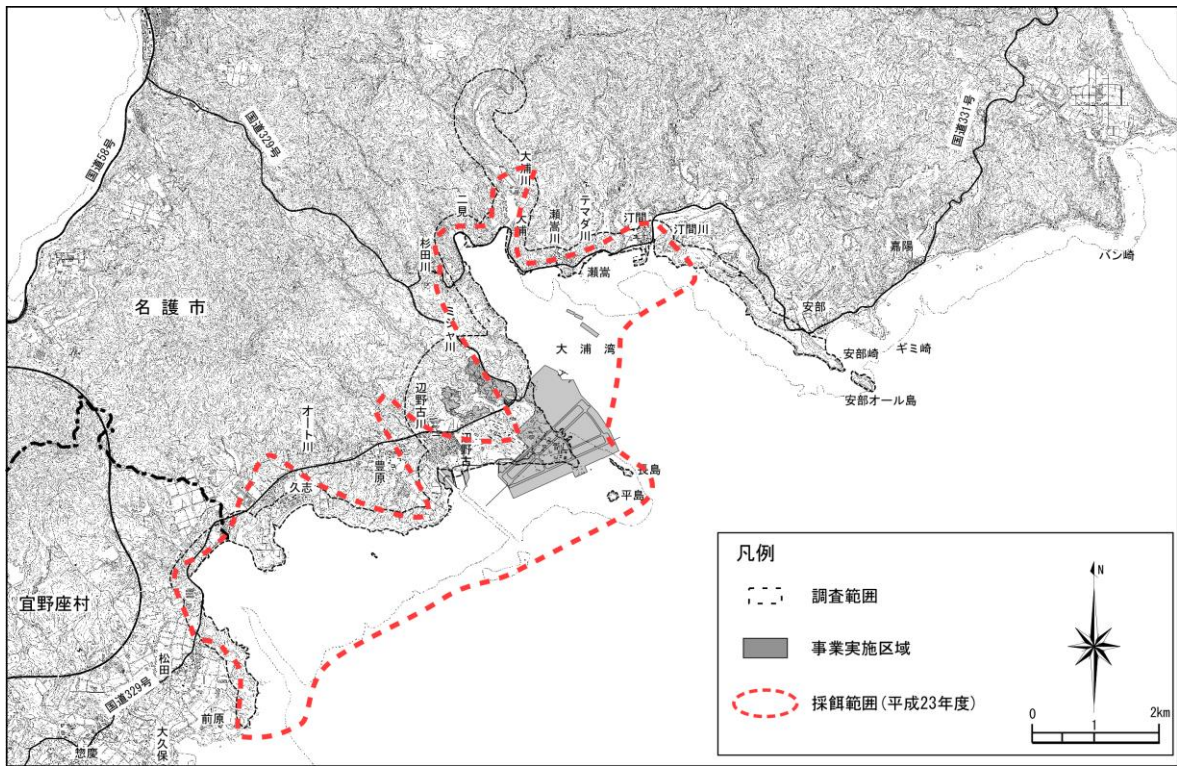 国道58号
国道329号
国道331号
大浦川
二見
大浦
瀬嵩川
テマダ川
汀間
汀間川
杉田川
瀬嵩
嘉陽
バン崎
名護市
ミジャ川
大浦湾
安部
安部崎
ギミ崎
安部オール島
辺野古川
オート川
辺野古
豊原
久志
長島
平島
宜野座村
松田
国道329号
前原
大久保
惣慶
凡例
調査範囲
事業実施区域
採餌範囲(平成23年度)
N
0 1 2km